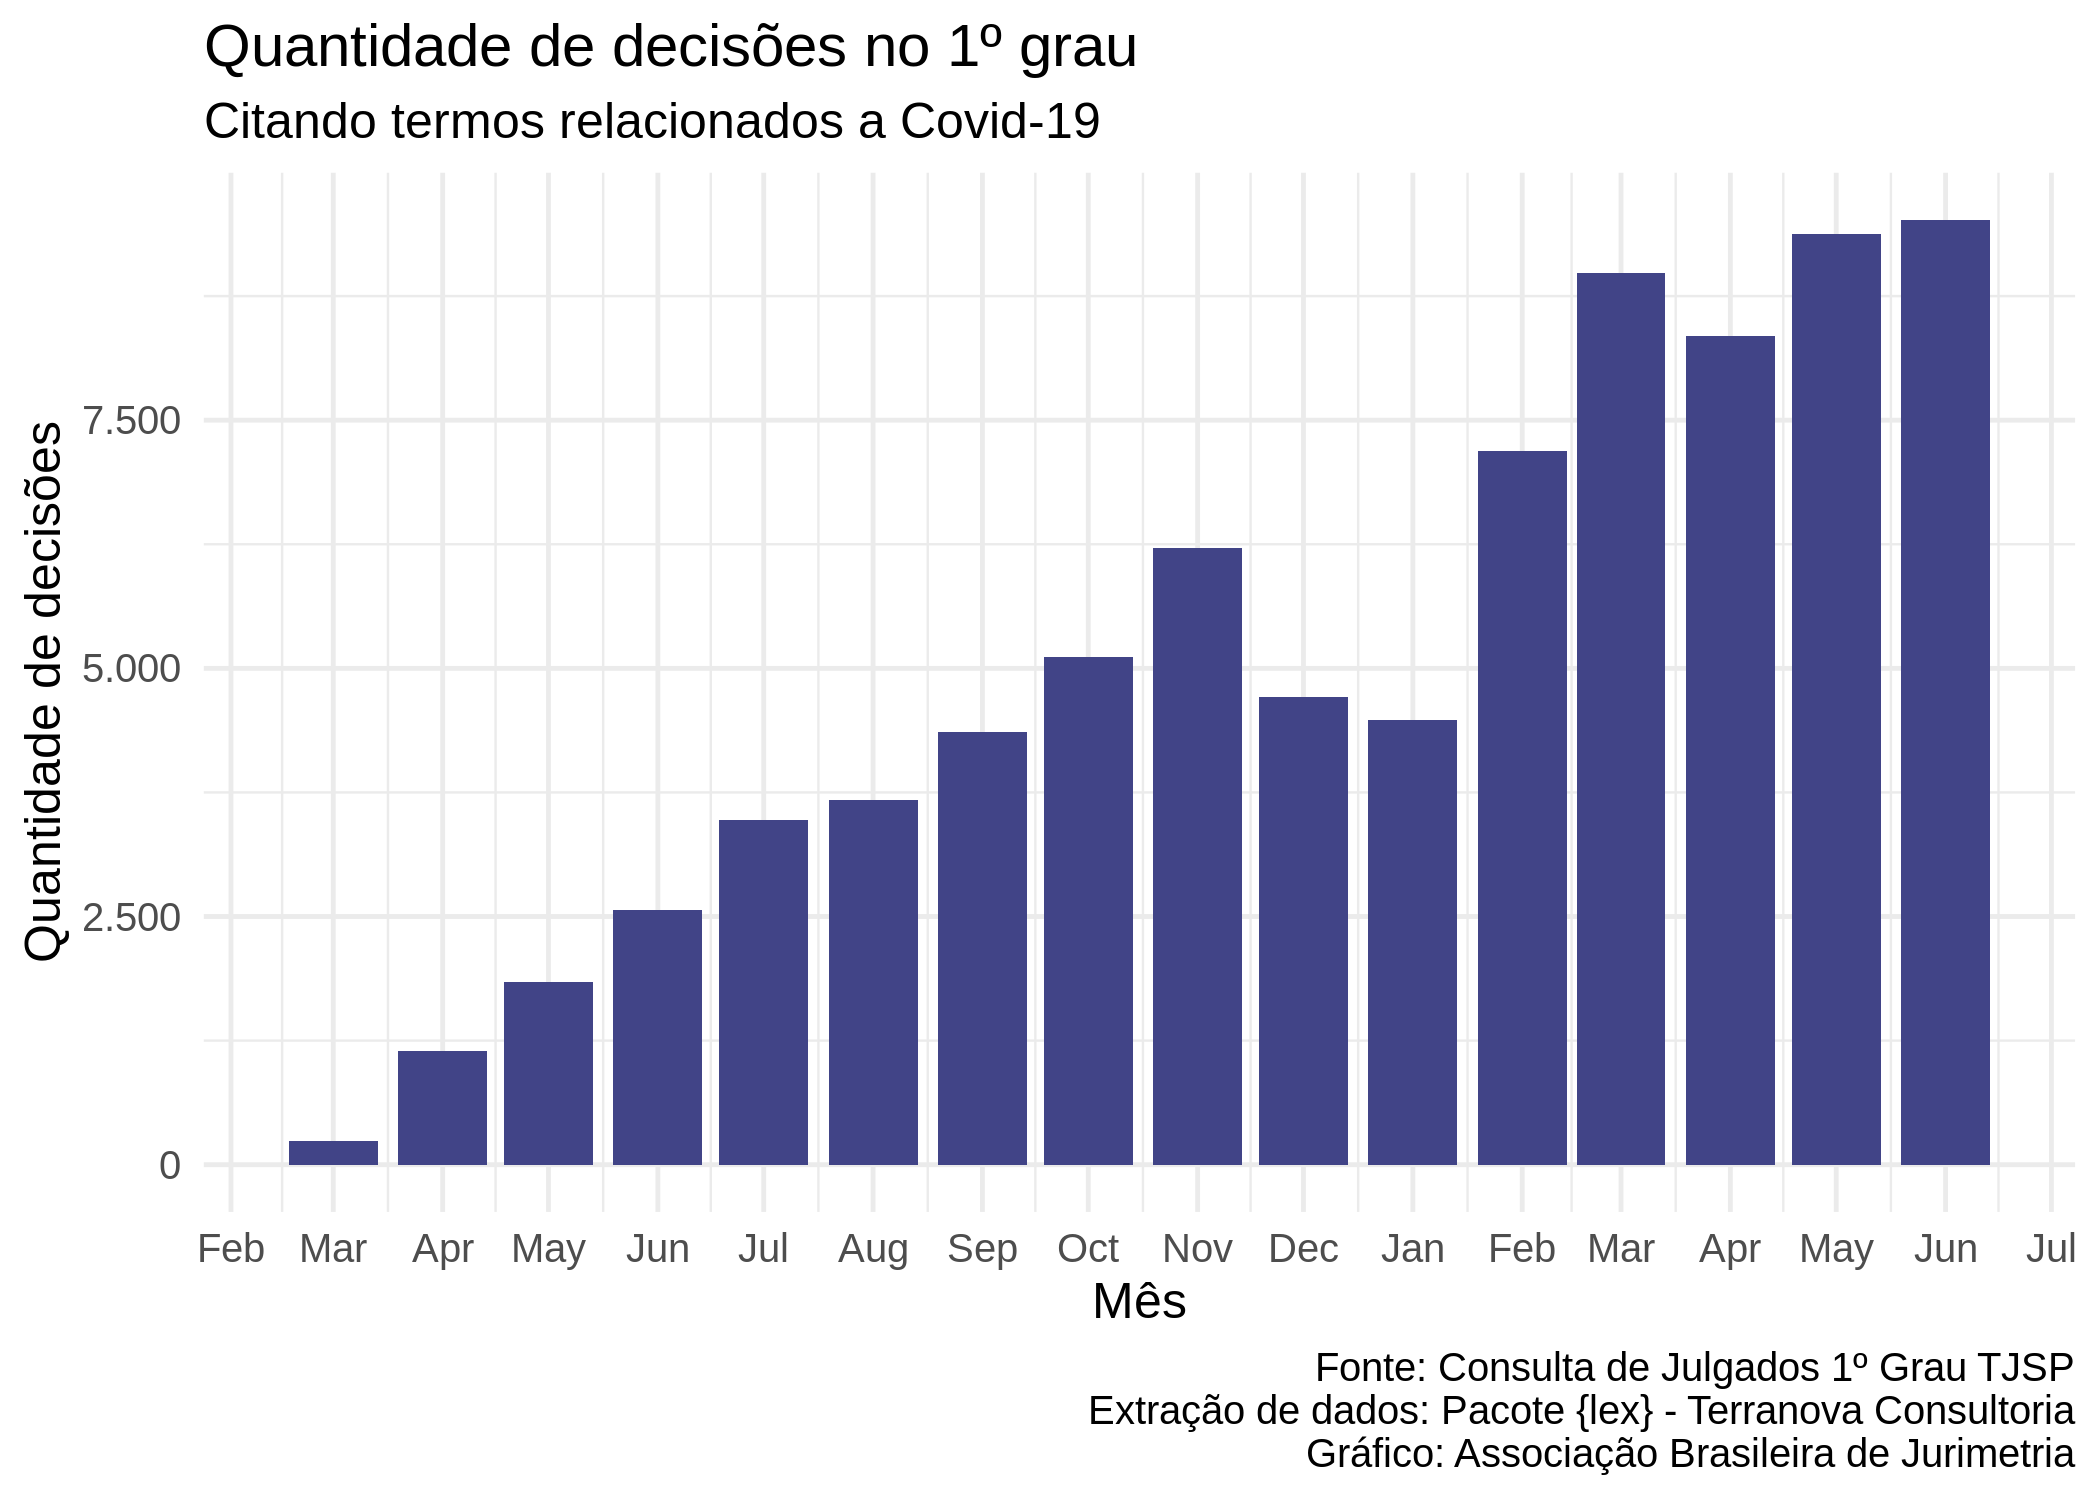 Quantidade de decisões no 1º grau
Citando termos relacionados a Covid-19
Quantidade de decisões
7.500
5.000
2.500
0
Feb Mar Apr May Jun Jul Aug Sep Oct Nov Dec Jan Feb Mar Apr May Jun Jul
Mês
Fonte: Consulta de Julgados 1º Grau TJSP
Extração de dados: Pacote {lex} - Terranova Consultoria
Gráfico: Associação Brasileira de Jurimetria